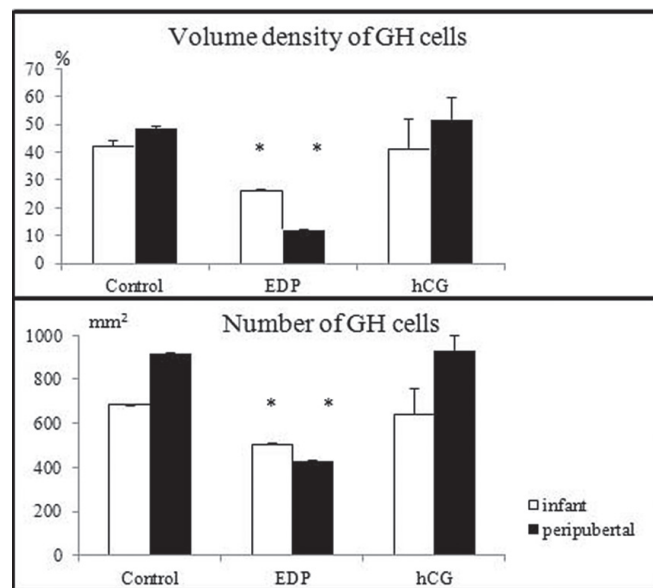 Volume density of GH cells
%
70
60
50
40
30
20
10
0
* *
Control EDP hCG
mm²
Number of GH cells
1000
800
600
400
200
0
* *
infant
peripubertal
Control EDP hCG